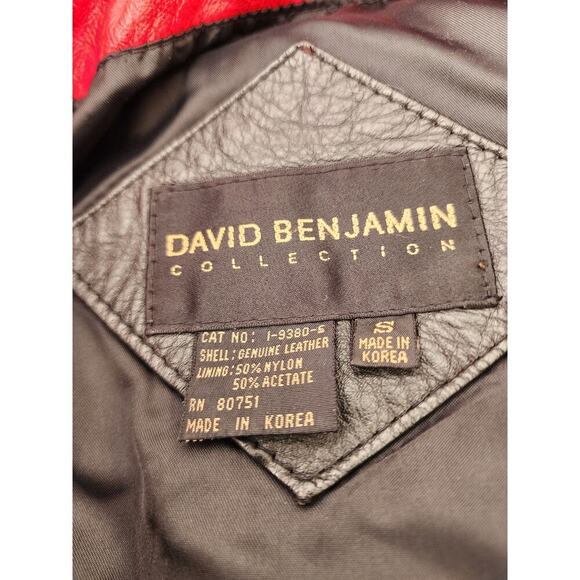 DAVID BENJAMIN
COLLECTION
CAT NO: 1-9380-5
SHELL: GENUINE LEATHER
LINING: 50% NYLON
50% ACETATE
RN 80751
MADE IN KOREA
S
MADE IN
KOREA